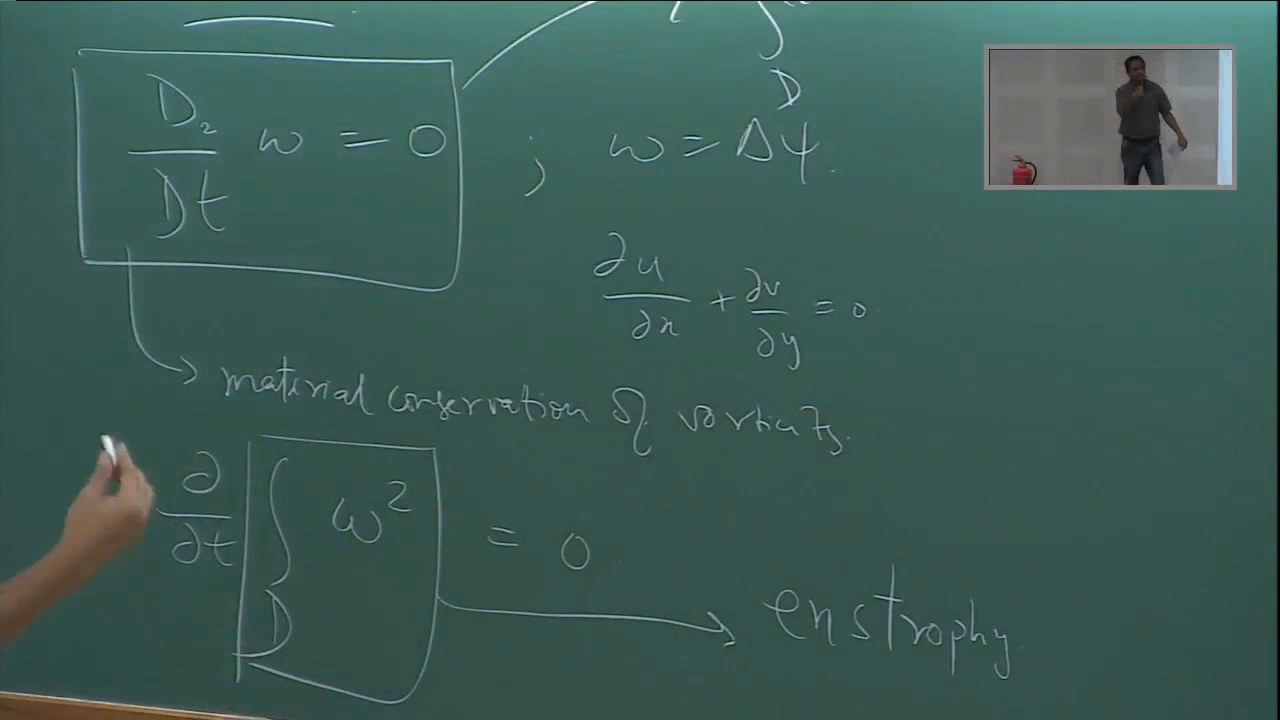 ∫
D
D₂/Dt ω = 0 ; ω = Δψ.
∂u/∂x + ∂v/∂y = 0
material conservation of vorticity.
∂/∂t ∫_D ω² = 0
enstrophy